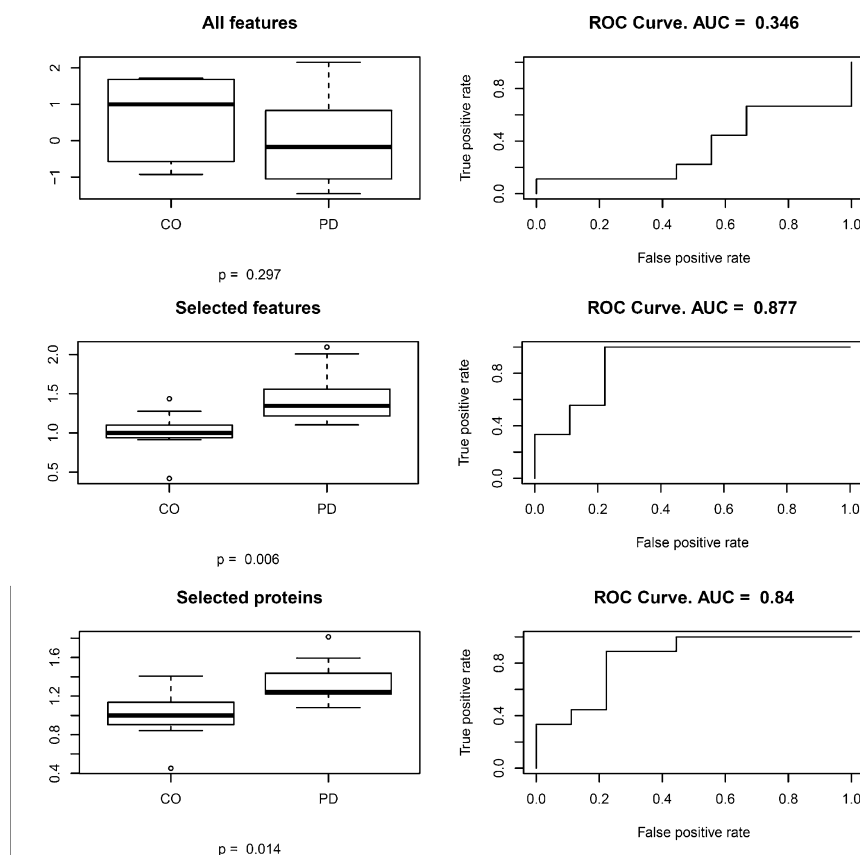 All features
ROC Curve. AUC = 0.346
2
1
0
−1
CO
PD
p = 0.297
True positive rate
0.8
0.4
0.0
0.0 0.2 0.4 0.6 0.8 1.0
False positive rate
Selected features
ROC Curve. AUC = 0.877
2.0
1.5
1.0
0.5
CO
PD
p = 0.006
True positive rate
0.8
0.4
0.0
0.0 0.2 0.4 0.6 0.8 1.0
False positive rate
Selected proteins
ROC Curve. AUC = 0.84
1.6
1.2
0.8
0.4
CO
PD
p = 0.014
True positive rate
0.8
0.4
0.0
0.0 0.2 0.4 0.6 0.8 1.0
False positive rate